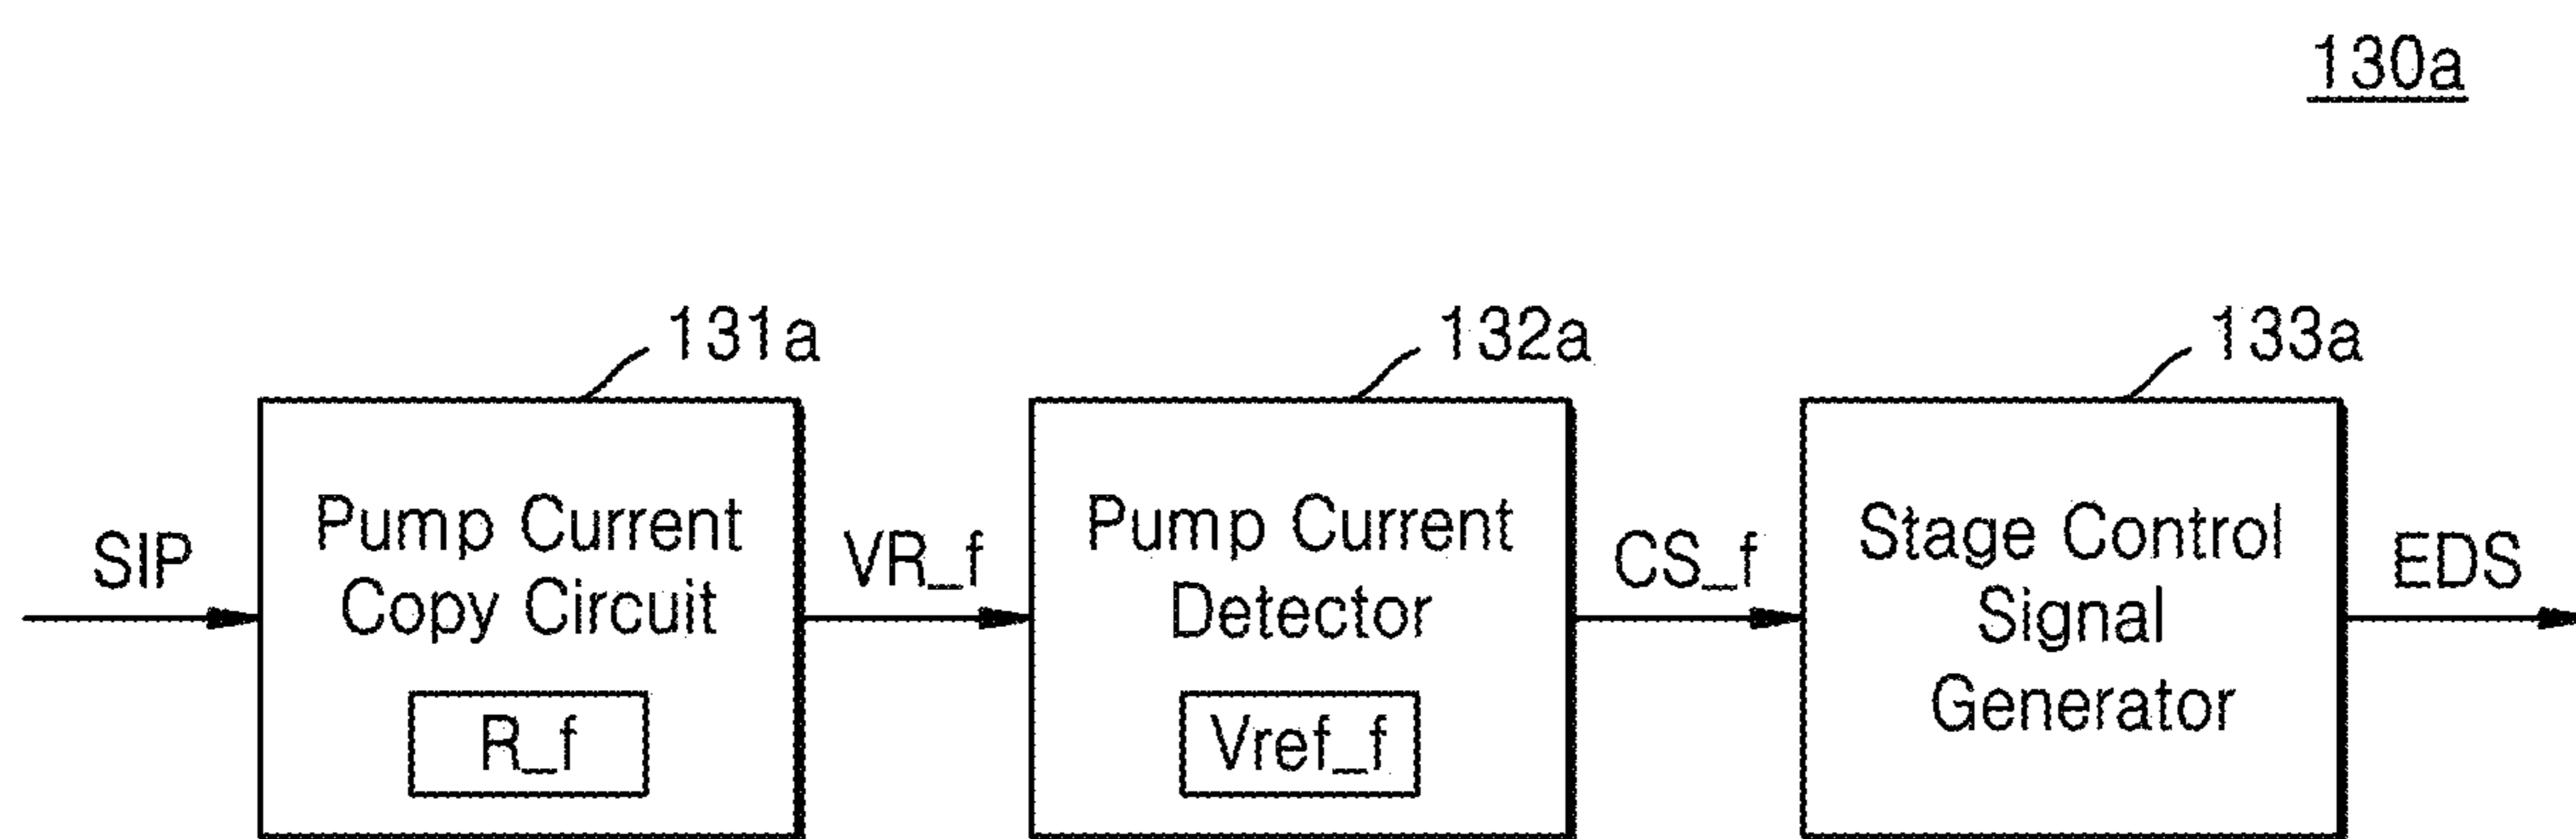 130a
131a
132a
133a
SIP
Pump Current
Copy Circuit
R_f
VR_f
Pump Current
Detector
Vref_f
CS_f
Stage Control
Signal
Generator
EDS